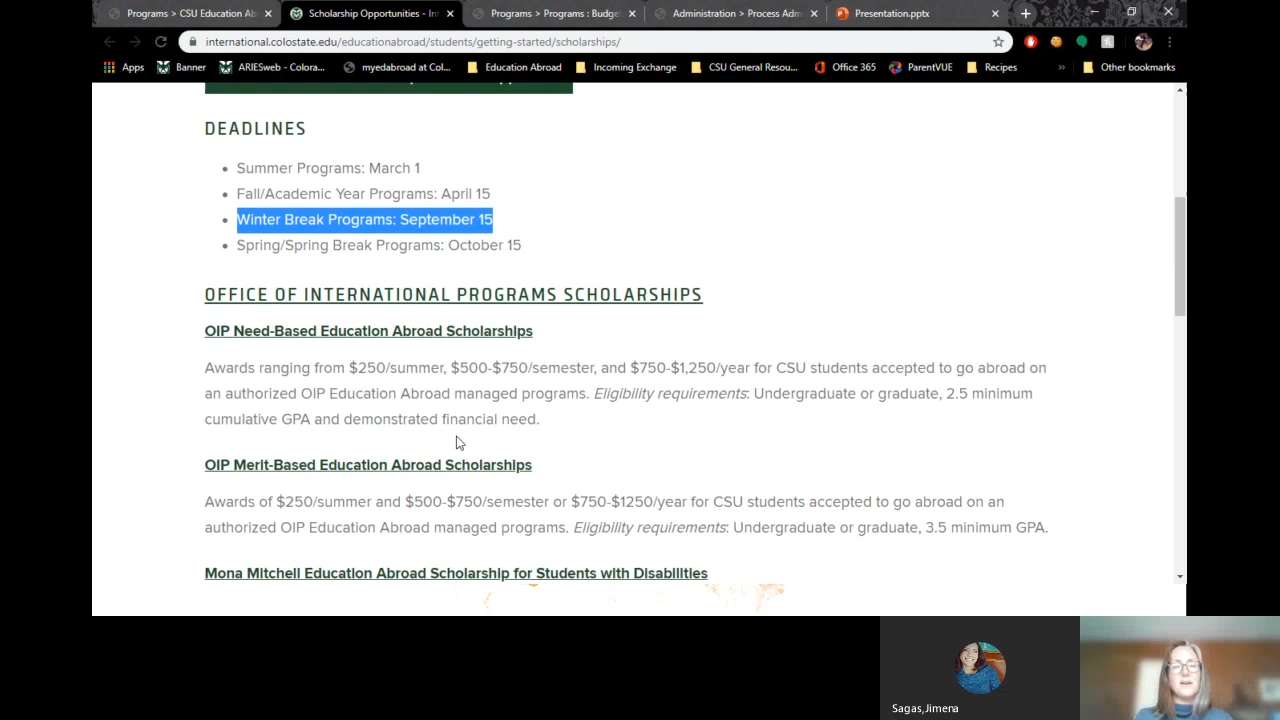 Programs > CSU Education Ab
Scholarship Opportunities - Int
Programs > Programs : Budge
Administration > Process Adm
Presentation.pptx
international.colostate.edu/educationabroad/students/getting-started/scholarships/
Apps
Banner
ARIESweb - Colora...
myedabroad at Col...
Education Abroad
Incoming Exchange
CSU General Resou...
Office 365
ParentVUE
Recipes
»
Other bookmarks
DEADLINES
• Summer Programs: March 1
• Fall/Academic Year Programs: April 15
• Winter Break Programs: September 15
• Spring/Spring Break Programs: October 15
OFFICE OF INTERNATIONAL PROGRAMS SCHOLARSHIPS
OIP Need-Based Education Abroad Scholarships
Awards ranging from $250/summer, $500-$750/semester, and $750-$1,250/year for CSU students accepted to go abroad on
an authorized OIP Education Abroad managed programs. Eligibility requirements: Undergraduate or graduate, 2.5 minimum
cumulative GPA and demonstrated financial need.
OIP Merit-Based Education Abroad Scholarships
Awards of $250/summer and $500-$750/semester or $750-$1250/year for CSU students accepted to go abroad on an
authorized OIP Education Abroad managed programs. Eligibility requirements: Undergraduate or graduate, 3.5 minimum GPA.
Mona Mitchell Education Abroad Scholarship for Students with Disabilities
Sagas,Jimena